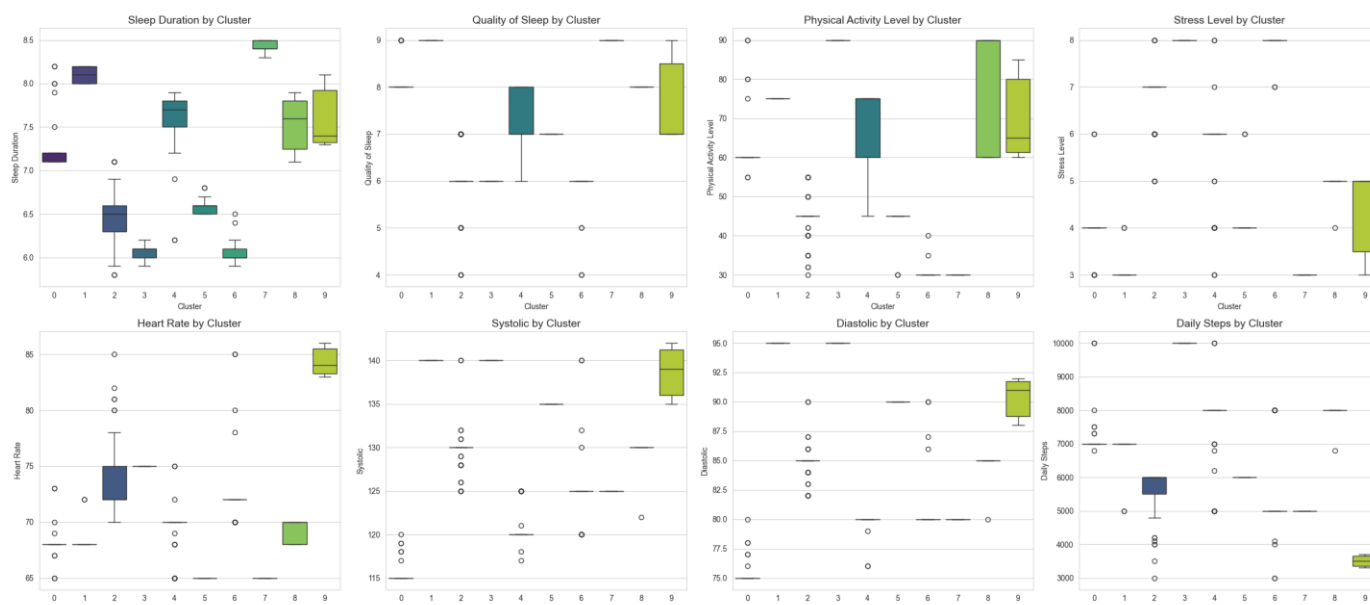 Sleep Duration by Cluster
Sleep Duration
8.5
8.0
7.5
7.0
6.5
6.0
0 1 2 3 4 5 6 7 8 9
Cluster
Quality of Sleep by Cluster
Quality of Sleep
9
8
7
6
5
4
0 1 2 3 4 5 6 7 8 9
Cluster
Physical Activity Level by Cluster
Physical Activity Level
90
80
70
60
50
40
30
0 1 2 3 4 5 6 7 8 9
Cluster
Stress Level by Cluster
Stress Level
8
7
6
5
4
3
0 1 2 3 4 5 6 7 8 9
Cluster
Heart Rate by Cluster
Heart Rate
85
80
75
70
65
0 1 2 3 4 5 6 7 8 9
Systolic by Cluster
Systolic
140
135
130
125
120
115
0 1 2 3 4 5 6 7 8 9
Diastolic by Cluster
Diastolic
95.0
92.5
90.0
87.5
85.0
82.5
80.0
77.5
75.0
0 1 2 3 4 5 6 7 8 9
Daily Steps by Cluster
Daily Steps
10000
9000
8000
7000
6000
5000
4000
3000
0 1 2 3 4 5 6 7 8 9